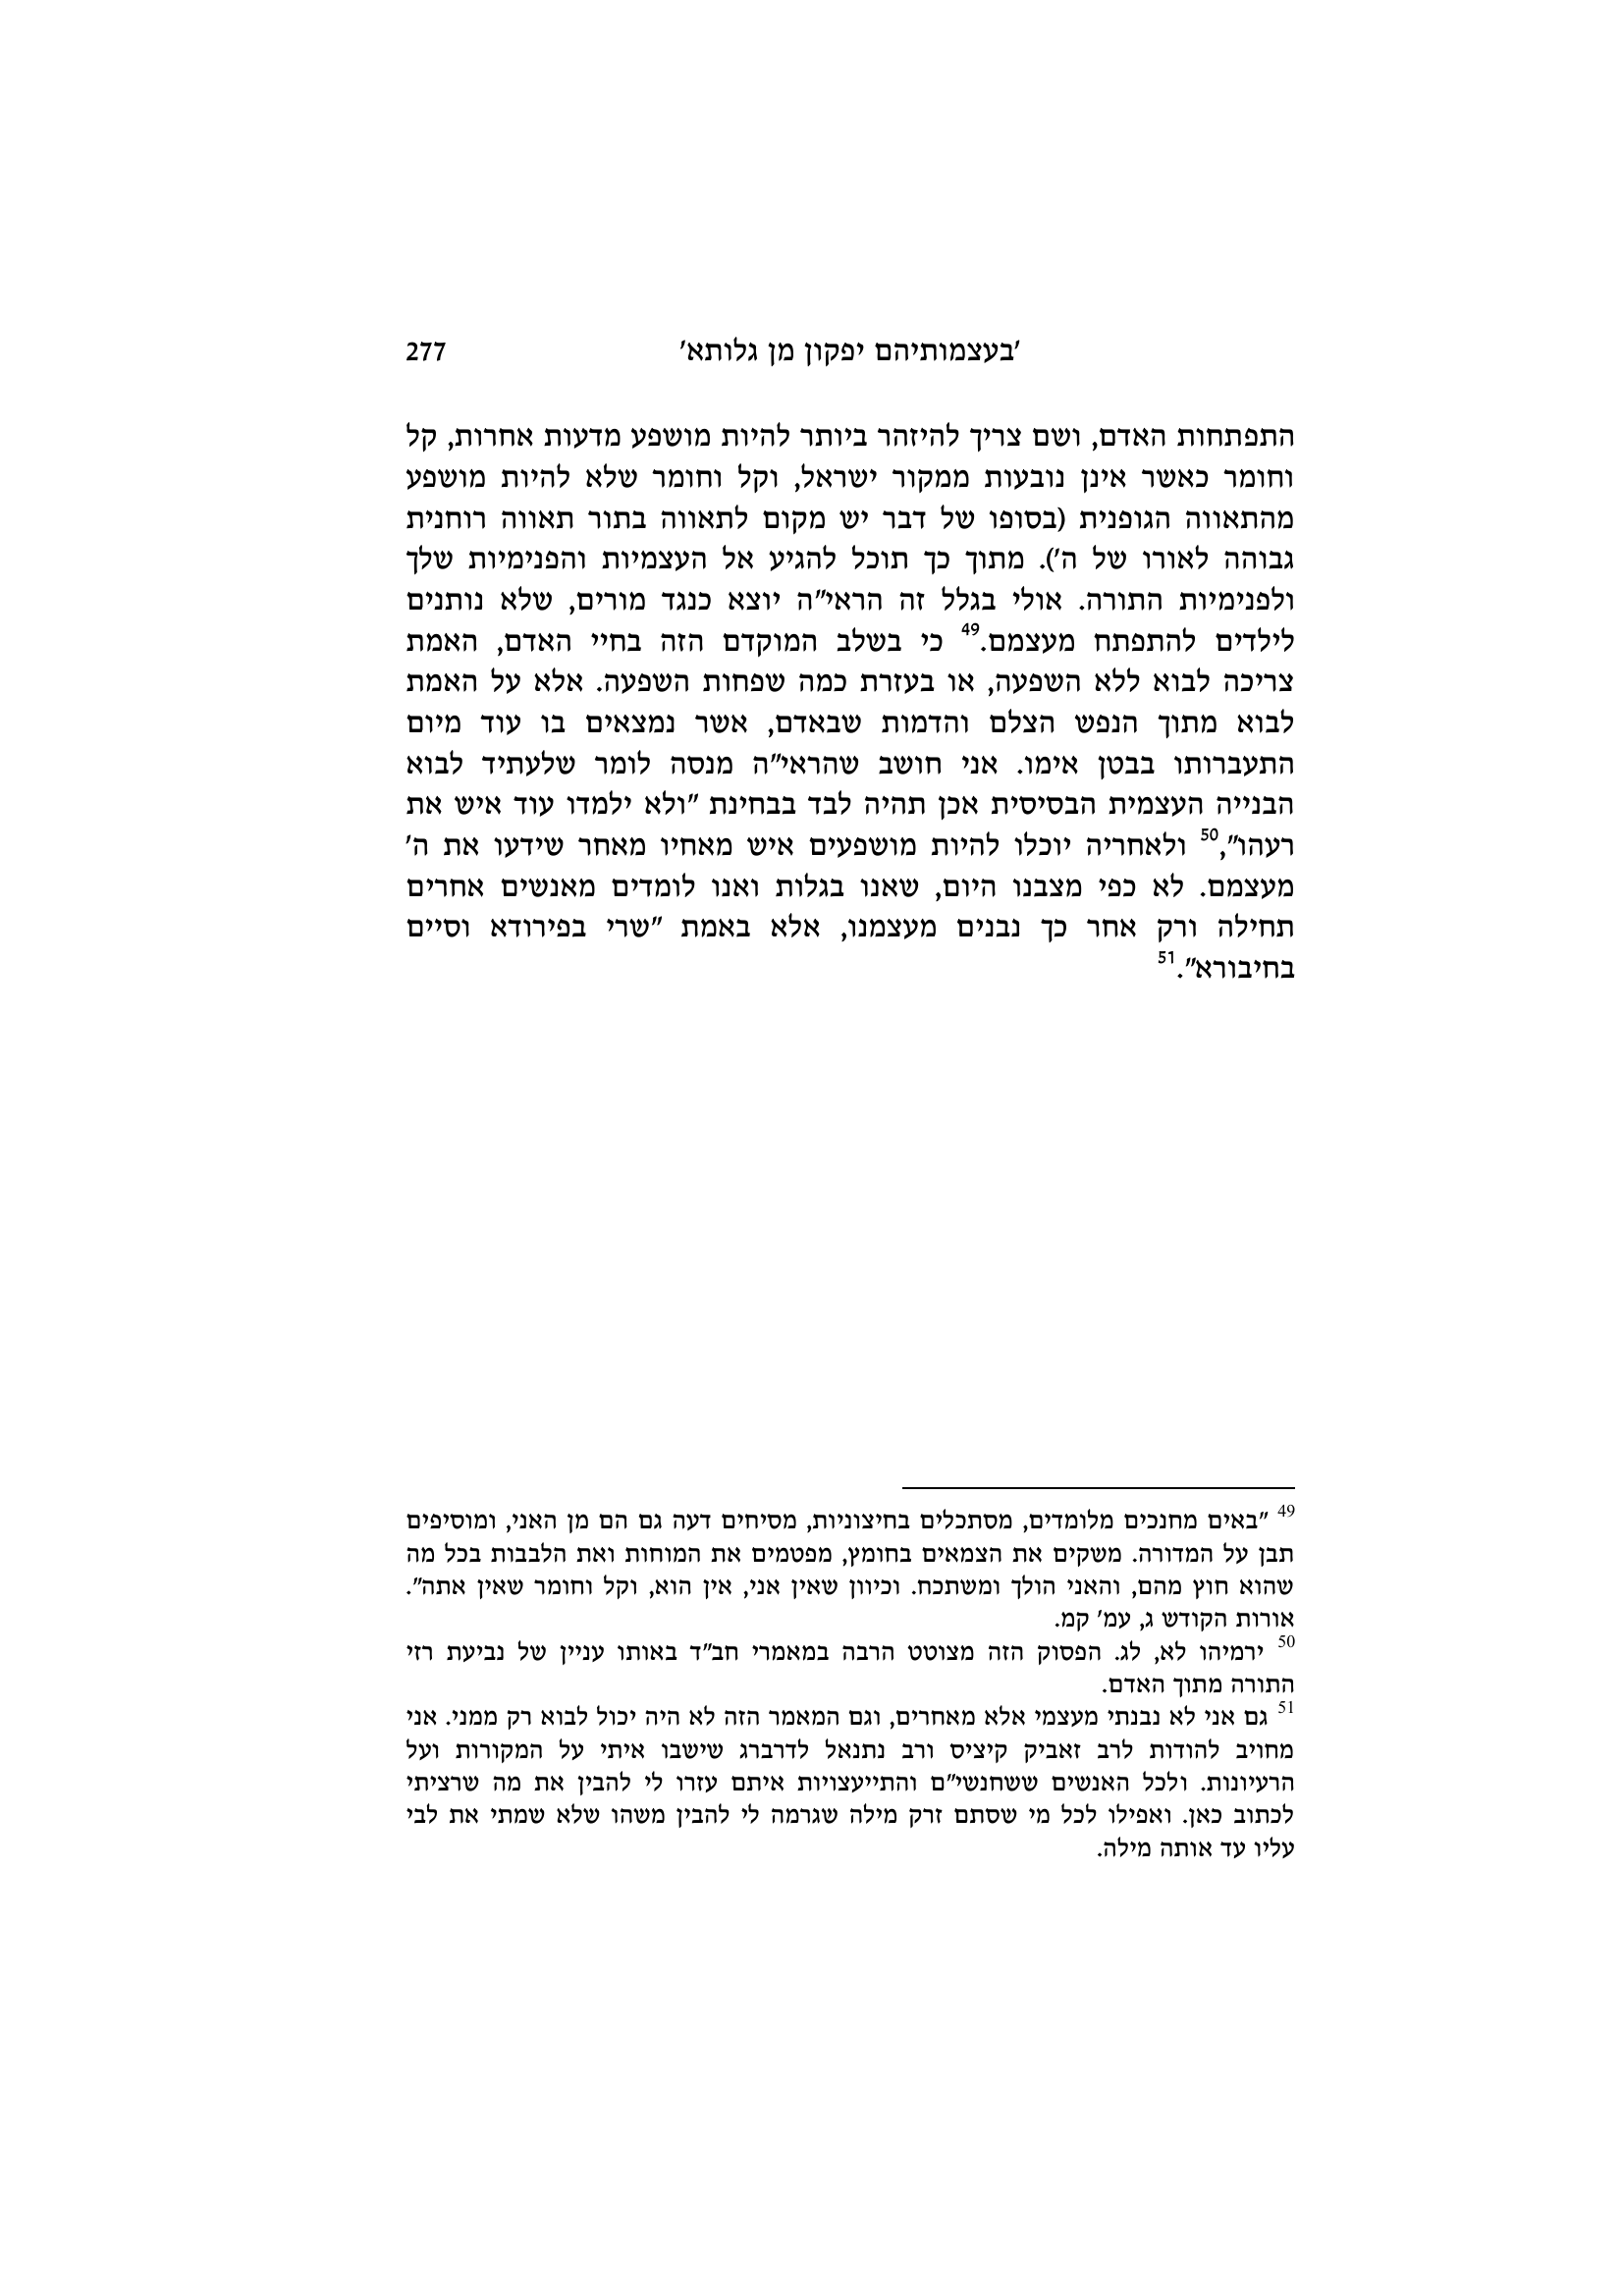 'בעצמותיהם יפקון מן גלותא' 277
התפתחות האדם, ושם צריך להיזהר ביותר להיות מושפע מדעות אחרות, קל
וחומר כאשר אינן נובעות ממקור ישראל, וקל וחומר שלא להיות מושפע
מהתאווה הגופנית (בסופו של דבר יש מקום לתאווה בתור תאווה רוחנית
גבוהה לאורו של ה'). מתוך כך תוכל להגיע אל העצמיות והפנימיות שלך
ולפנימיות התורה. אולי בגלל זה הראי"ה יוצא כנגד מורים, שלא נותנים
לילדים להתפתח מעצמם.49 כי בשלב המוקדם הזה בחיי האדם, האמת
צריכה לבוא ללא השפעה, או בעזרת כמה שפחות השפעה. אלא על האמת
לבוא מתוך הנפש הצלם והדמות שבאדם, אשר נמצאים בו עוד מיום
התעברותו בבטן אימו. אני חושב שהראי"ה מנסה לומר שלעתיד לבוא
הבנייה העצמית הבסיסית אכן תהיה לבד בבחינת "ולא ילמדו עוד איש את
רעהו",50 ולאחריה יוכלו להיות מושפעים איש מאחיו מאחר שידעו את ה'
מעצמם. לא כפי מצבנו היום, שאנו בגלות ואנו לומדים מאנשים אחרים
תחילה ורק אחר כך נבנים מעצמנו, אלא באמת "שרי בפירודא וסיים
בחיבורא".51
49 "באים מחנכים מלומדים, מסתכלים בחיצוניות, מסיחים דעה גם הם מן האני, ומוסיפים
תבן על המדורה. משקים את הצמאים בחומץ, מפטמים את המוחות ואת הלבבות בכל מה
שהוא חוץ מהם, והאני הולך ומשתכח. וכיוון שאין אני, אין הוא, וקל וחומר שאין אתה".
אורות הקודש ג, עמ' קמ.
50 ירמיהו לא, לג. הפסוק הזה מצוטט הרבה במאמרי חב"ד באותו עניין של נביעת רזי
התורה מתוך האדם.
51 גם אני לא נבנתי מעצמי אלא מאחרים, וגם המאמר הזה לא היה יכול לבוא רק ממני. אני
מחויב להודות לרב זאביק קיציס ורב נתנאל לדרברג שישבו איתי על המקורות ועל
הרעיונות. ולכל האנשים ששחנשי"ם והתייעצויות איתם עזרו לי להבין את מה שרציתי
לכתוב כאן. ואפילו לכל מי שסתם זרק מילה שגרמה לי להבין משהו שלא שמתי את לבי
עליו עד אותה מילה.